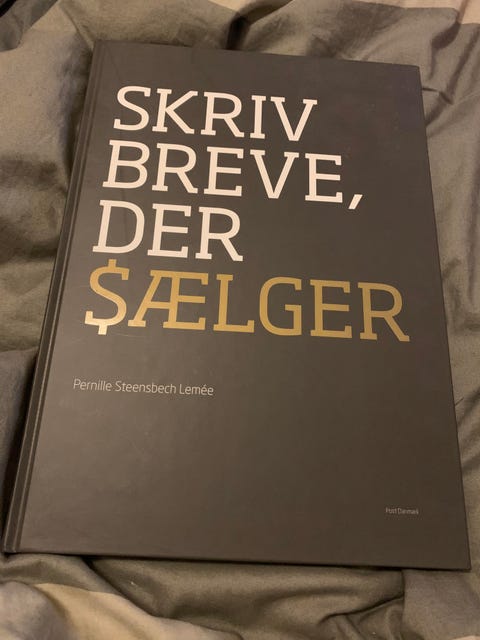 SKRIV
BREVE,
DER
$ÆLGER
Pernille Steensbech Lemée
Post Danmark